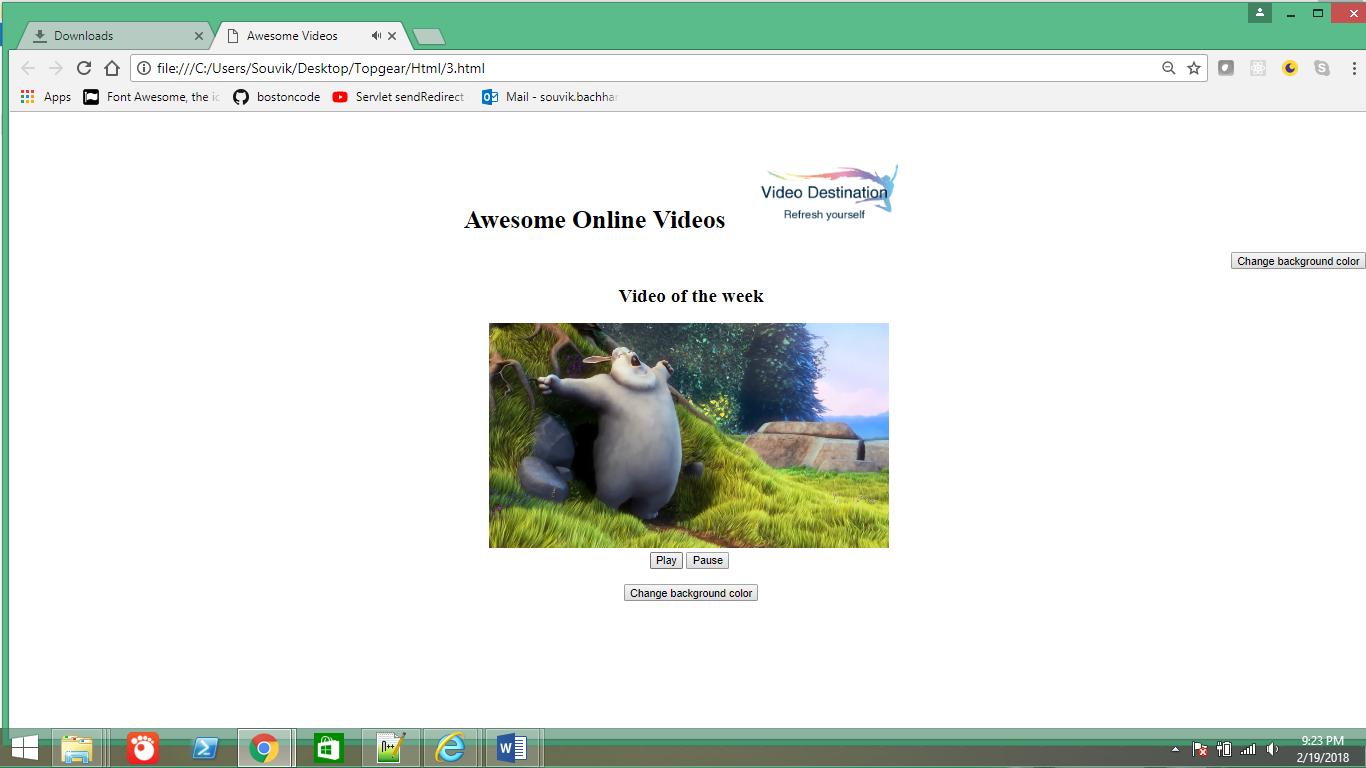 Downloads
Awesome Videos
file:///C:/Users/Souvik/Desktop/Topgear/Html/3.html
Apps
Font Awesome, the ic
bostoncode
Servlet sendRedirect
Mail - souvik.bachhar
Video Destination
Refresh yourself
Awesome Online Videos
Change background color
Video of the week
Play
Pause
Change background color
9:23 PM
2/19/2018